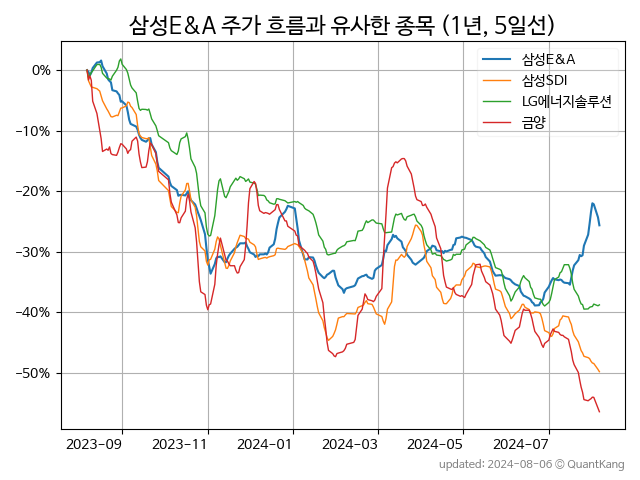 삼성E&A 주가 흐름과 유사한 종목 (1년, 5일선)
삼성E&A
삼성SDI
LG에너지솔루션
금양
0%
−10%
−20%
−30%
−40%
−50%
2023-09
2023-11
2024-01
2024-03
2024-05
2024-07
updated: 2024-08-06 © QuantKang